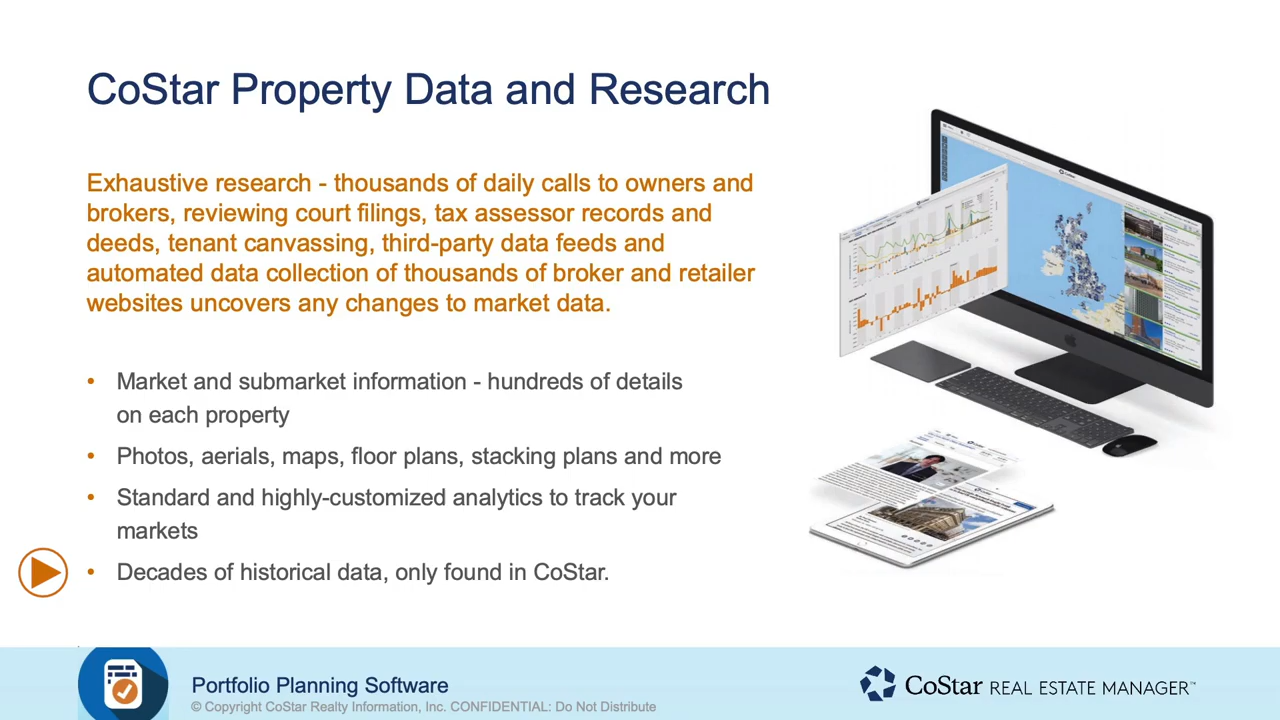 CoStar Property Data and Research
Exhaustive research - thousands of daily calls to owners and
brokers, reviewing court filings, tax assessor records and
deeds, tenant canvassing, third-party data feeds and
automated data collection of thousands of broker and retailer
websites uncovers any changes to market data.
• Market and submarket information - hundreds of details
on each property
• Photos, aerials, maps, floor plans, stacking plans and more
• Standard and highly-customized analytics to track your
markets
• Decades of historical data, only found in CoStar.
Portfolio Planning Software
© Copyright CoStar Realty Information, Inc. CONFIDENTIAL: Do Not Distribute
CoStar REAL ESTATE MANAGER™